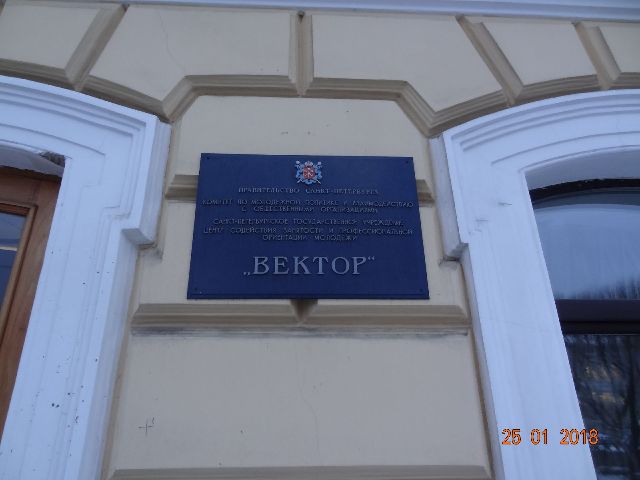 ПРАВИТЕЛЬСТВО САНКТ-ПЕТЕРБУРГА
КОМИТЕТ ПО МОЛОДЕЖНОЙ ПОЛИТИКЕ И ВЗАИМОДЕЙСТВИЮ
С ОБЩЕСТВЕННЫМИ ОРГАНИЗАЦИЯМИ
САНКТ-ПЕТЕРБУРГСКОЕ ГОСУДАРСТВЕННОЕ УЧРЕЖДЕНИЕ
ЦЕНТР СОДЕЙСТВИЯ ЗАНЯТОСТИ И ПРОФЕССИОНАЛЬНОЙ
ОРИЕНТАЦИИ МОЛОДЕЖИ
„ВЕКТОР“
25 01 2018